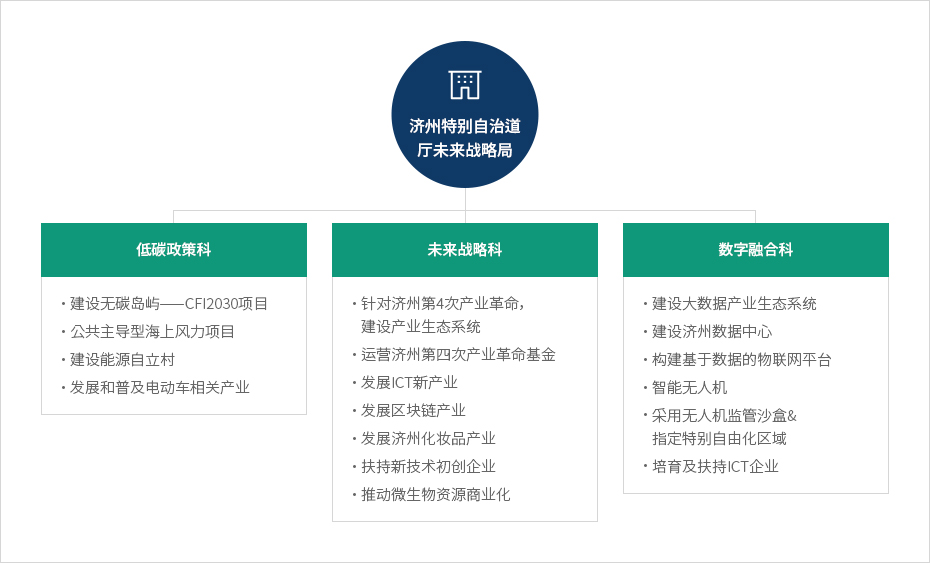 济州特别自治道
厅未来战略局
低碳政策科
·建设无碳岛屿——CFI2030项目
·公共主导型海上风力项目
·建设能源自立村
·发展和普及电动车相关产业
未来战略科
·针对济州第4次产业革命，
建设产业生态系统
·运营济州第四次产业革命基金
·发展ICT新产业
·发展区块链产业
·发展济州化妆品产业
·扶持新技术初创企业
·推动微生物资源商业化
数字融合科
·建设大数据产业生态系统
·建设济州数据中心
·构建基于数据的物联网平台
·智能无人机
·采用无人机监管沙盒&
指定特别自由化区域
·培育及扶持ICT企业